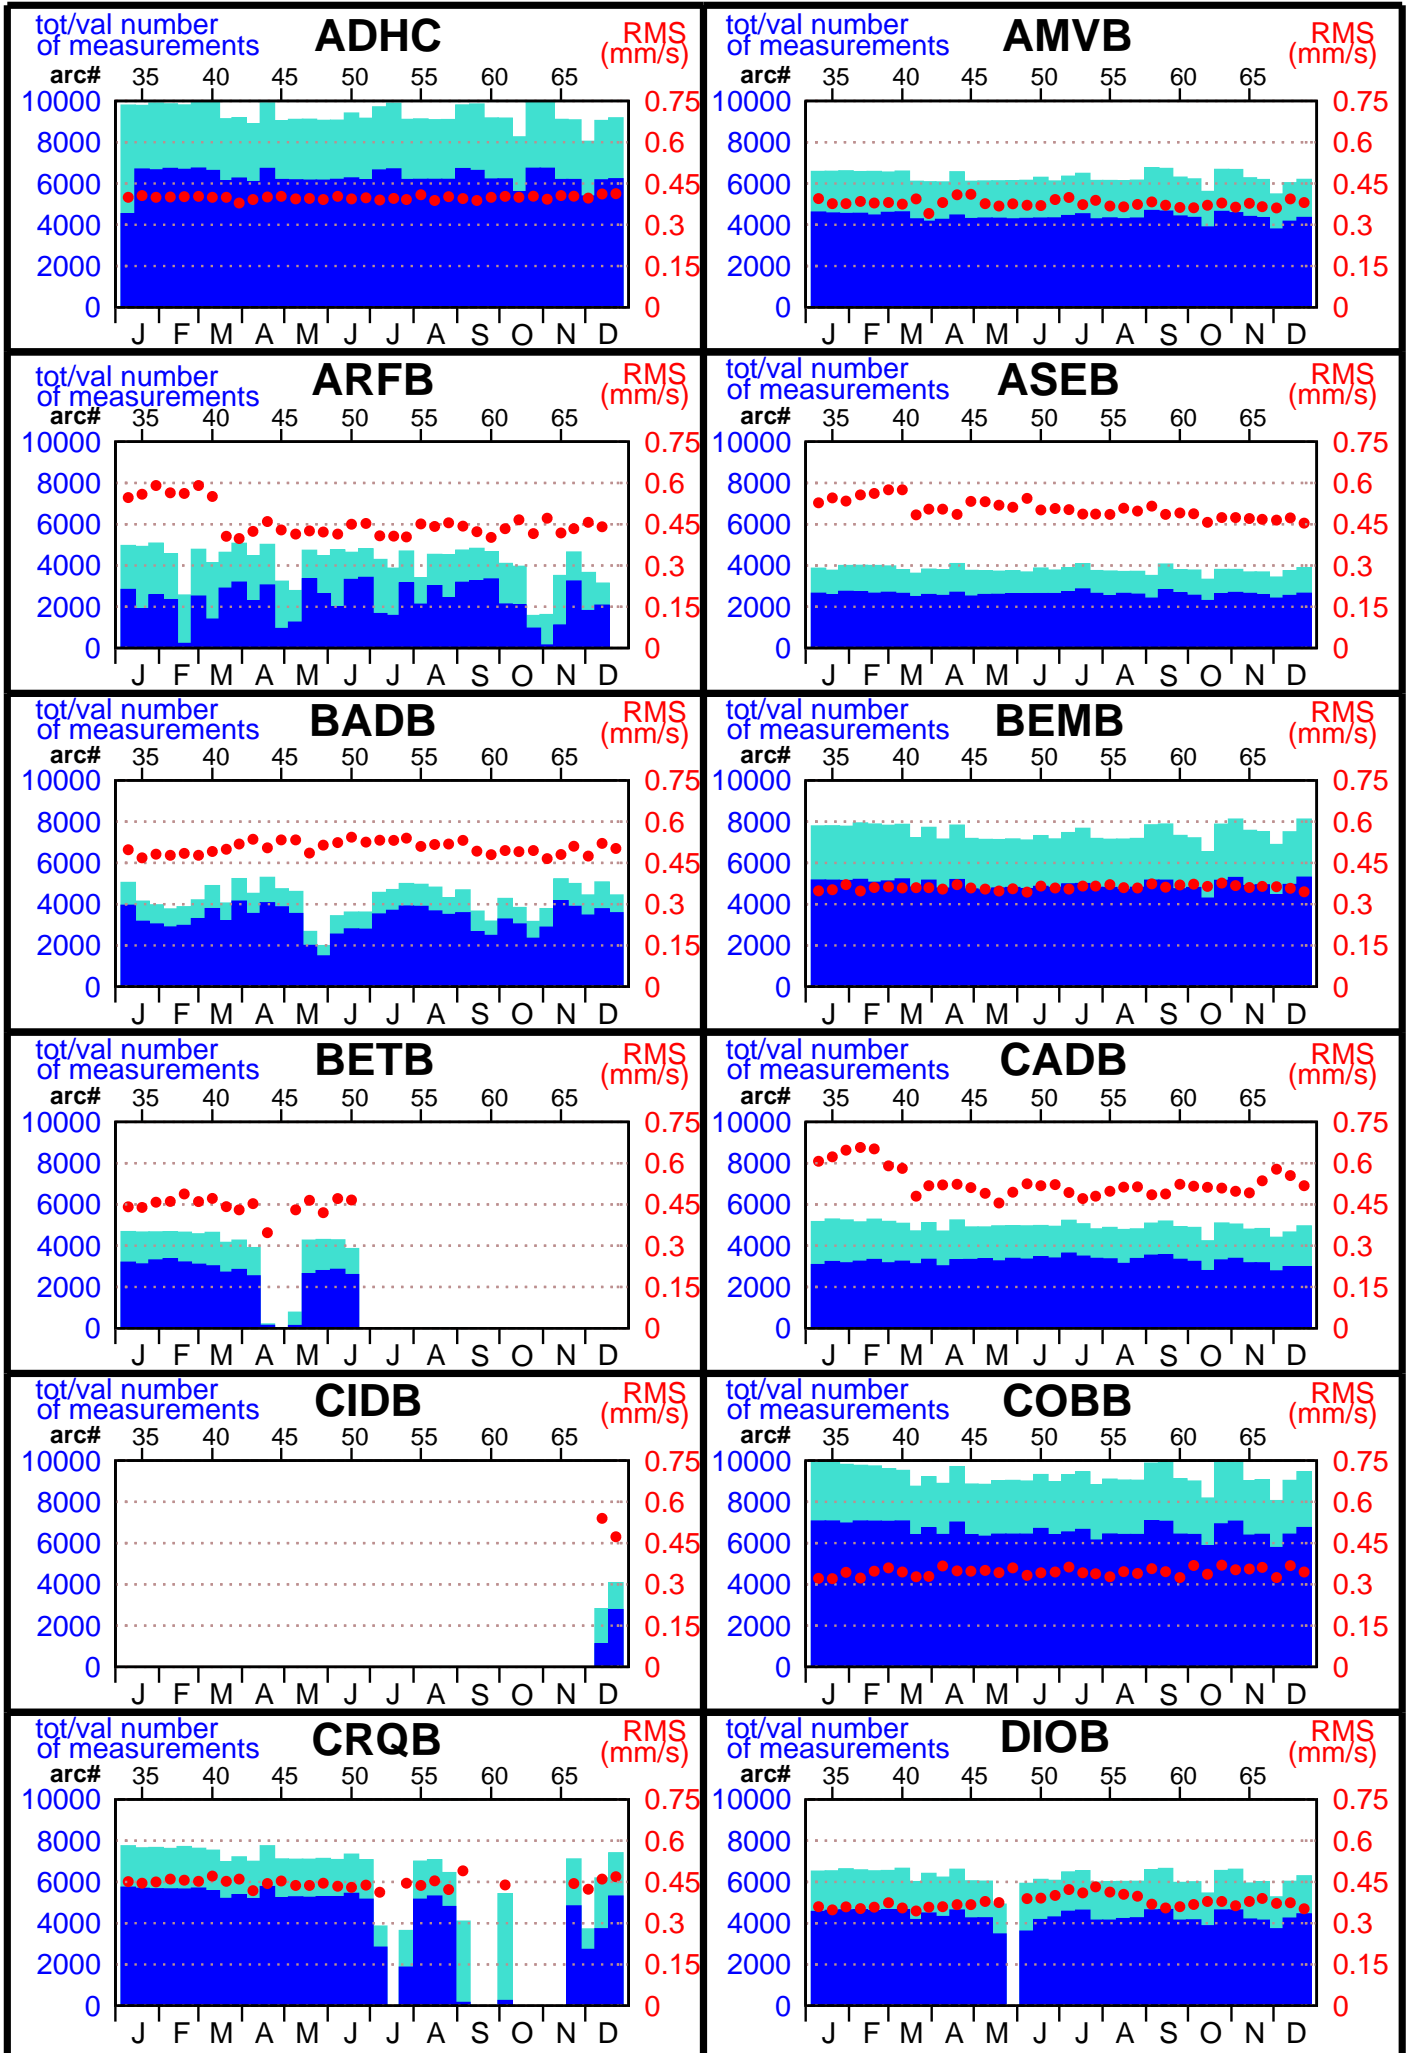 tot/val number of measurements ADHC RMS (mm/s)
arc# 35 40 45 50 55 60 65
10000 0.75
8000 0.6
6000 0.45
4000 0.3
2000 0.15
0 0
J F M A M J J A S O N D
tot/val number of measurements AMVB RMS (mm/s)
arc# 35 40 45 50 55 60 65
10000 0.75
8000 0.6
6000 0.45
4000 0.3
2000 0.15
0 0
J F M A M J J A S O N D
tot/val number of measurements ARFB RMS (mm/s)
arc# 35 40 45 50 55 60 65
10000 0.75
8000 0.6
6000 0.45
4000 0.3
2000 0.15
0 0
J F M A M J J A S O N D
tot/val number of measurements ASEB RMS (mm/s)
arc# 35 40 45 50 55 60 65
10000 0.75
8000 0.6
6000 0.45
4000 0.3
2000 0.15
0 0
J F M A M J J A S O N D
tot/val number of measurements BADB RMS (mm/s)
arc# 35 40 45 50 55 60 65
10000 0.75
8000 0.6
6000 0.45
4000 0.3
2000 0.15
0 0
J F M A M J J A S O N D
tot/val number of measurements BEMB RMS (mm/s)
arc# 35 40 45 50 55 60 65
10000 0.75
8000 0.6
6000 0.45
4000 0.3
2000 0.15
0 0
J F M A M J J A S O N D
tot/val number of measurements BETB RMS (mm/s)
arc# 35 40 45 50 55 60 65
10000 0.75
8000 0.6
6000 0.45
4000 0.3
2000 0.15
0 0
J F M A M J J A S O N D
tot/val number of measurements CADB RMS (mm/s)
arc# 35 40 45 50 55 60 65
10000 0.75
8000 0.6
6000 0.45
4000 0.3
2000 0.15
0 0
J F M A M J J A S O N D
tot/val number of measurements CIDB RMS (mm/s)
arc# 35 40 45 50 55 60 65
10000 0.75
8000 0.6
6000 0.45
4000 0.3
2000 0.15
0 0
J F M A M J J A S O N D
tot/val number of measurements COBB RMS (mm/s)
arc# 35 40 45 50 55 60 65
10000 0.75
8000 0.6
6000 0.45
4000 0.3
2000 0.15
0 0
J F M A M J J A S O N D
tot/val number of measurements CRQB RMS (mm/s)
arc# 35 40 45 50 55 60 65
10000 0.75
8000 0.6
6000 0.45
4000 0.3
2000 0.15
0 0
J F M A M J J A S O N D
tot/val number of measurements DIOB RMS (mm/s)
arc# 35 40 45 50 55 60 65
10000 0.75
8000 0.6
6000 0.45
4000 0.3
2000 0.15
0 0
J F M A M J J A S O N D